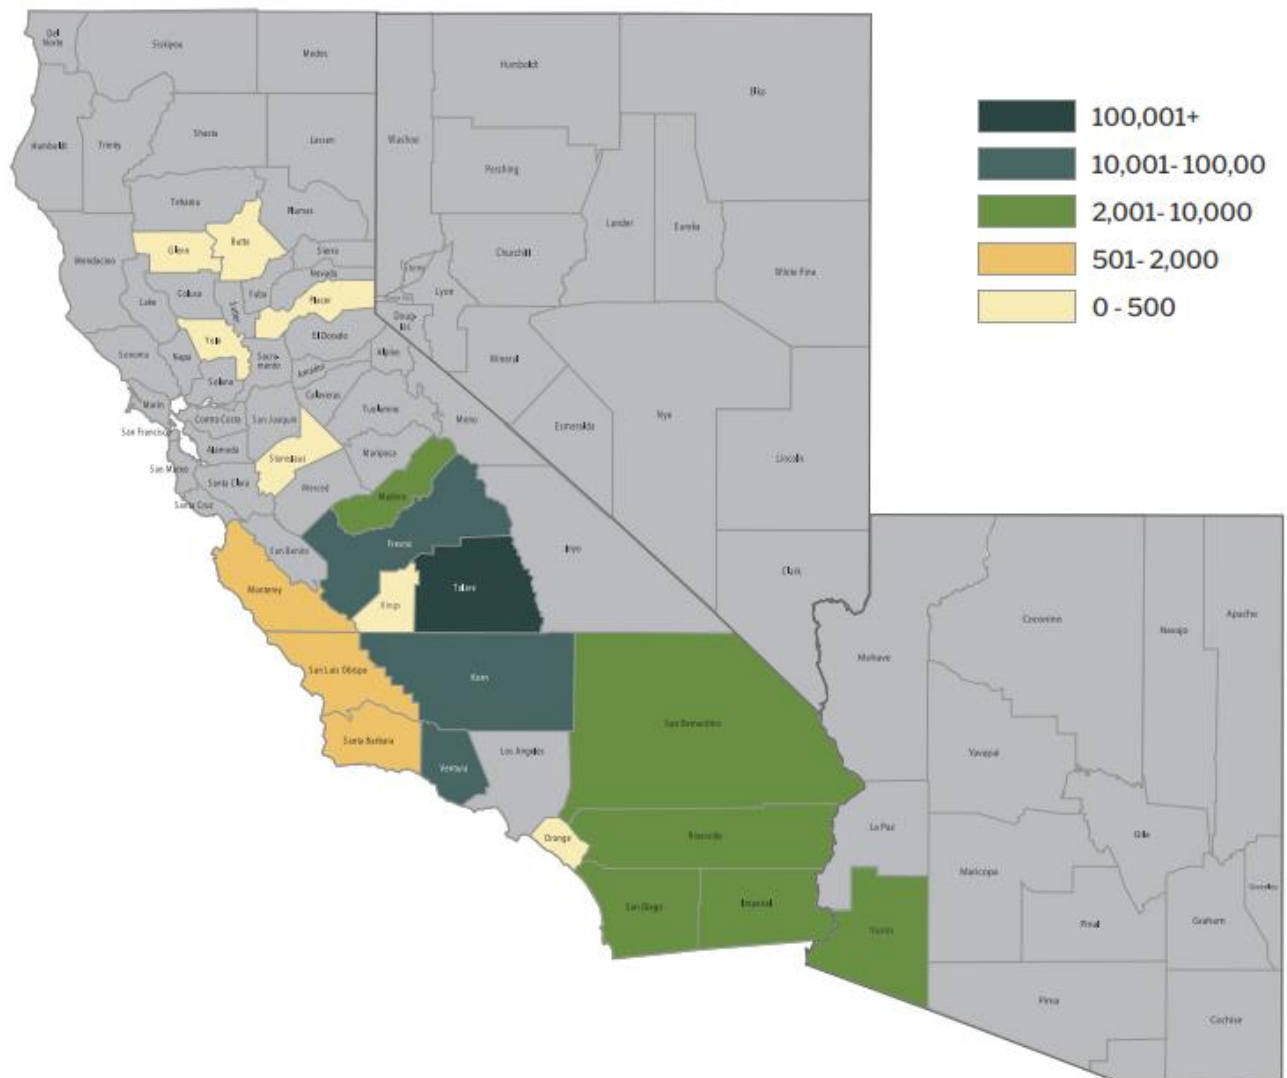 Del
Norte
Siskiyou
Modoc
Humboldt
Elko
100,001+
10,001-100,00
2,001-10,000
501- 2,000
0 - 500
Humboldt
Trinity
Shasta
Lassen
Washoe
Pershing
Lander
Eureka
White Pine
Tehama
Plumas
Churchill
Mendocino
Glenn
Butte
Sierra
Nevada
Lake
Colusa
Yuba
Placer
Storey
Lyon
Doug-
las
Sonoma
Napa
Yolo
Sacra-
mento
El Dorado
Alpine
Mineral
Solano
Amador
Calaveras
Marin
Contra Costa
San Joaquin
Tuolumne
Mono
Esmeralda
Nye
San Francisco
Alameda
Stanislaus
Mariposa
Lincoln
San Mateo
Santa Clara
Merced
Madera
Santa Cruz
San Benito
Fresno
Inyo
Clark
Monterey
Kings
Tulare
Mohave
Coconino
Navajo
Apache
San Luis Obispo
Kern
San Bernardino
Yavapai
Santa Barbara
Ventura
Los Angeles
Orange
Riverside
La Paz
Gila
Maricopa
San Diego
Imperial
Yuma
Pinal
Graham
Pima
Cochise